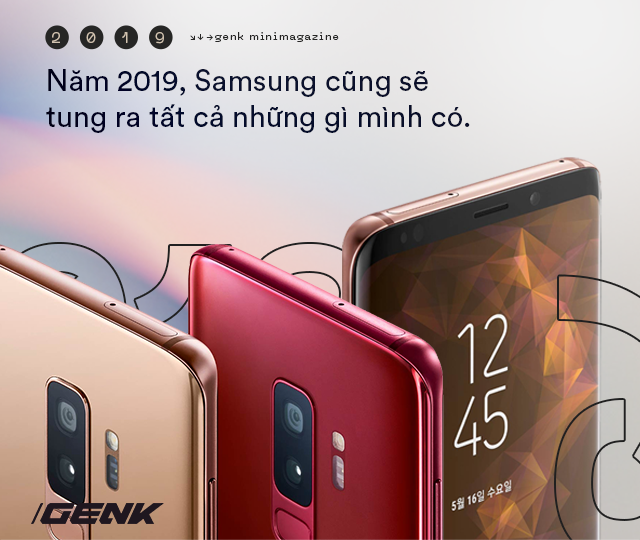 2 0 1 9 ↘↓→genk minimagazine
Năm 2019, Samsung cũng sẽ
tung ra tất cả những gì mình có.
12
45
5월 16일 수요일
/GENK